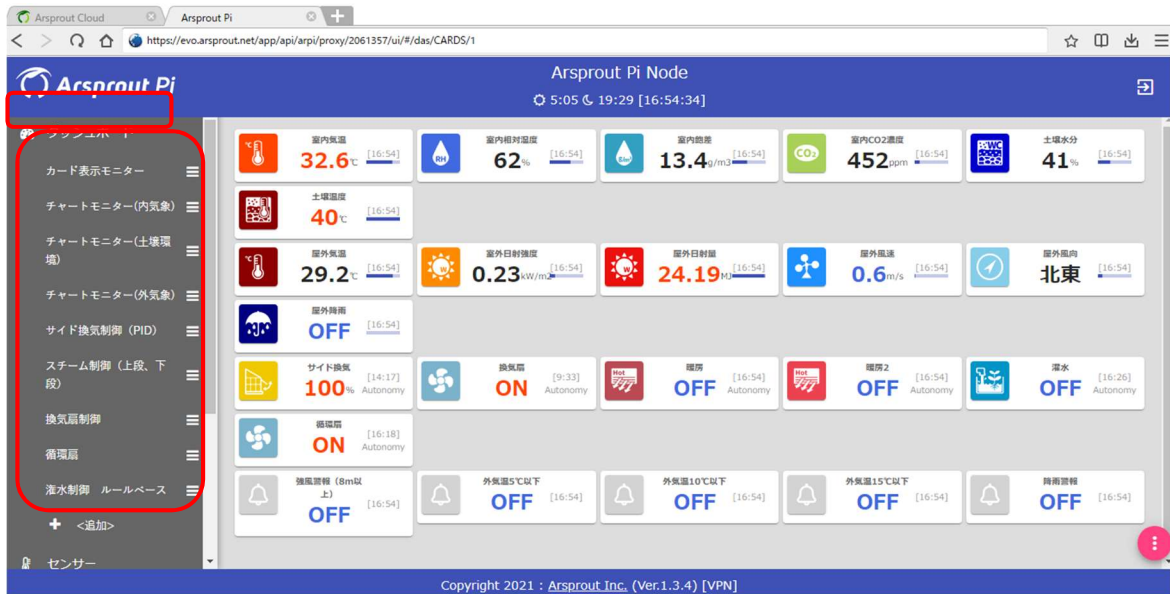 Arsprout Cloud
Arsprout Pi
https://evo.arsprout.net/app/api/arpi/proxy/2061357/ui/#/das/CARDS/1
Arsprout Pi
Arsprout Pi Node
5:05 19:29 [16:54:34]
ダッシュボード
カード表示モニター
チャートモニター(内気象)
チャートモニター(土壌環
境)
チャートモニター(外気象)
サイド換気制御（PID）
スチーム制御（上段、下
段）
換気扇制御
循環扇
潅水制御　ルールベース
<追加>
センサー
℃
室内気温
32.6℃ [16:54]
RH
室内相対湿度
62% [16:54]
g/m³
室内飽差
13.4g/m3 [16:54]
CO₂
室内CO2濃度
452ppm [16:54]
WC
土壌水分
41% [16:54]
土壌温度
40℃ [16:54]
℃
屋外気温
29.2℃ [16:54]
W
室外日射強度
0.23kW/m2 [16:54]
W
屋外日射量
24.19MJ [16:54]
屋外風速
0.6m/s [16:54]
屋外風向
北東 [16:54]
屋外降雨
OFF [16:54]
サイド換気
100% [14:17]
Autonomy
換気扇
ON [9:33]
Autonomy
Hot
暖房
OFF [16:54]
Autonomy
Hot
暖房2
OFF [16:54]
Autonomy
潅水
OFF [16:26]
Autonomy
循環扇
ON [16:18]
Autonomy
強風警報（8m以
上）
OFF [16:54]
外気温5℃以下
OFF [16:54]
外気温10℃以下
OFF [16:54]
外気温15℃以下
OFF [16:54]
降雨警報
OFF [16:54]
Copyright 2021 : Arsprout Inc. (Ver.1.3.4) [VPN]